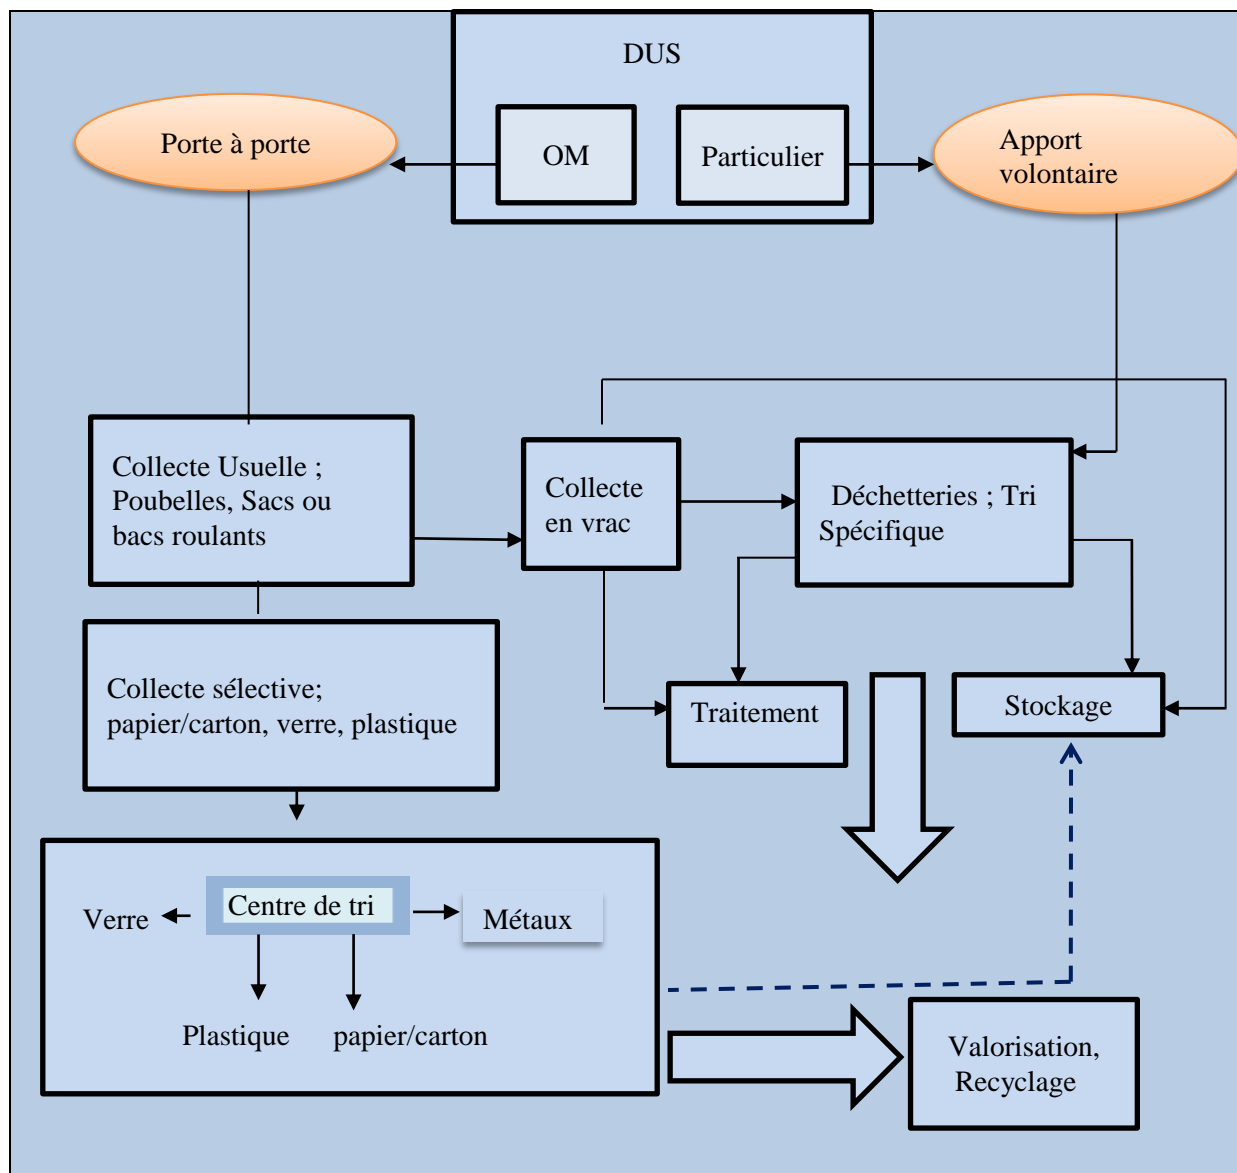 DUS
Porte à porte
OM
Particulier
Apport
volontaire
Collecte Usuelle ;
Poubelles, Sacs ou
bacs roulants
Collecte
en vrac
Déchetteries ; Tri
Spécifique
Collecte sélective;
papier/carton, verre, plastique
Traitement
Stockage
Verre
Centre de tri
Métaux
Plastique
papier/carton
Valorisation,
Recyclage